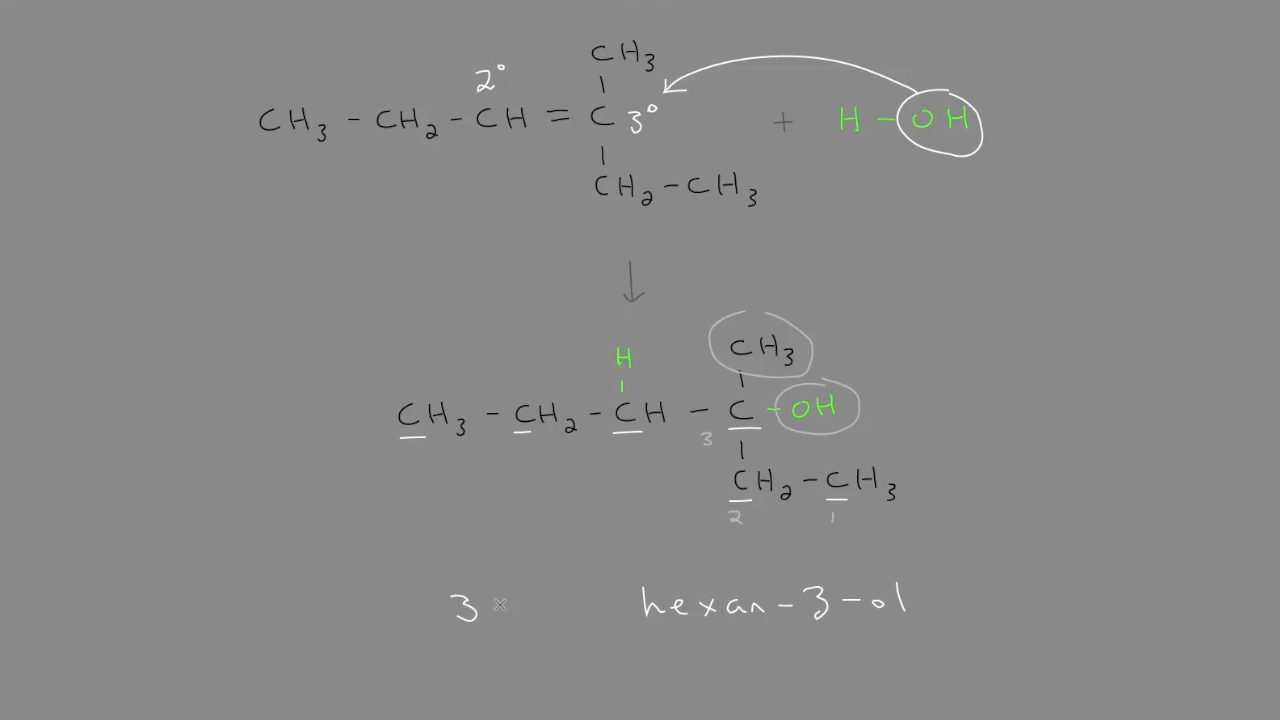 CH₃
2°
CH₃ - CH₂ - CH = C 3° + H - OH
CH₂ - CH₃
H
CH₃
CH₃ - CH₂ - CH - C - OH
3
CH₂ - CH₃
2 1
3 hexan-3-ol